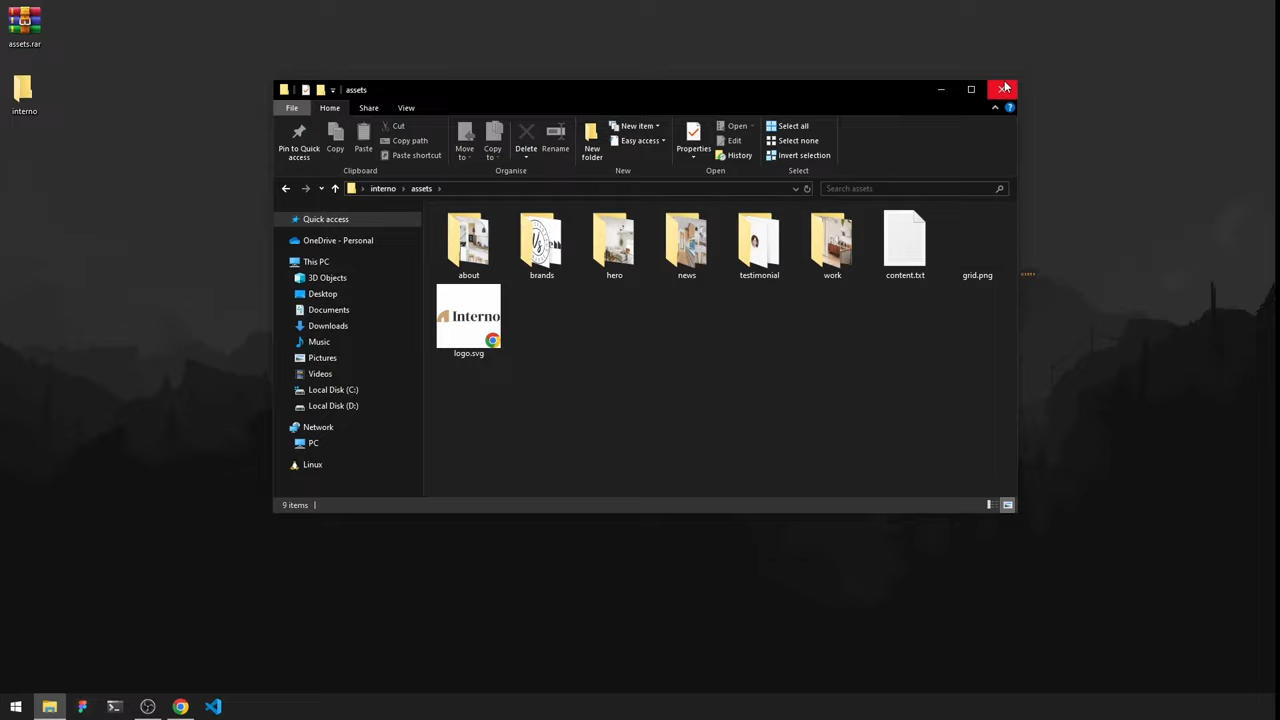 assets.rar
interno
assets
File Home Share View
Pin to Quick access
Copy
Paste
Cut
Copy path
Paste shortcut
Clipboard
Move to
Copy to
Delete
Rename
Organise
New folder
New item
Easy access
New
Properties
Open
Edit
History
Open
Select all
Select none
Invert selection
Select
interno > assets >
Search assets
Quick access
OneDrive - Personal
This PC
3D Objects
Desktop
Documents
Downloads
Music
Pictures
Videos
Local Disk (C:)
Local Disk (D:)
Network
PC
Linux
about
brands
hero
news
testimonial
work
content.txt
grid.png
Interno
logo.svg
9 items